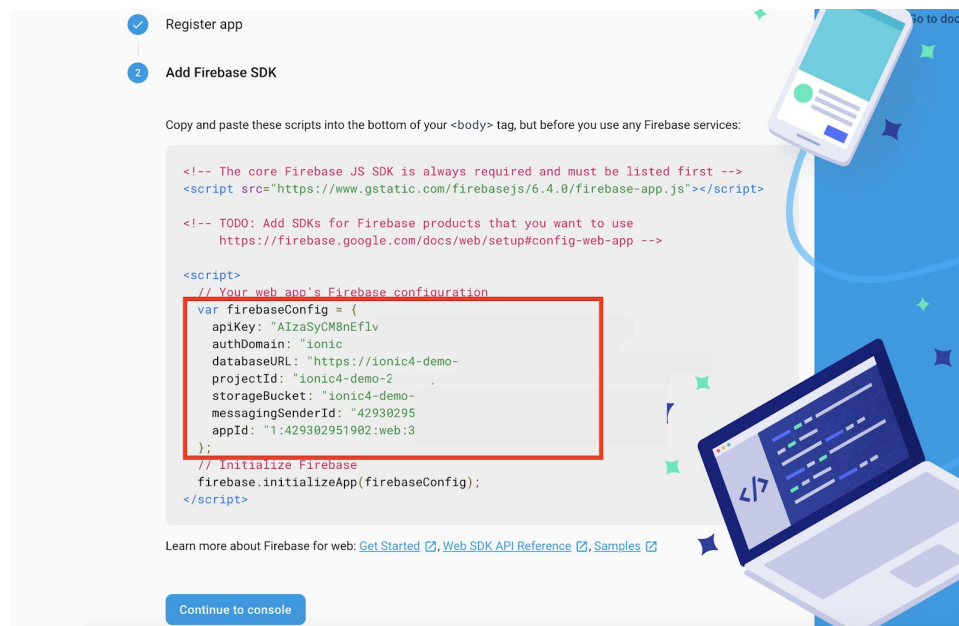 Register app
Go to doc
2 Add Firebase SDK
Copy and paste these scripts into the bottom of your <body> tag, but before you use any Firebase services:
<!-- The core Firebase JS SDK is always required and must be listed first -->
<script src="https://www.gstatic.com/firebasejs/6.4.0/firebase-app.js"></script>
<!-- TODO: Add SDKs for Firebase products that you want to use
https://firebase.google.com/docs/web/setup#config-web-app -->
<script>
// Your web app's Firebase configuration
var firebaseConfig = {
apiKey: "AIzaSyCM8nEflv
authDomain: "ionic
databaseURL: "https://ionic4-demo-
projectId: "ionic4-demo-2
storageBucket: "ionic4-demo-
messagingSenderId: "42930295
appId: "1:429302951902:web:3
};
// Initialize Firebase
firebase.initializeApp(firebaseConfig);
</script>
</>
Learn more about Firebase for web: Get Started, Web SDK API Reference, Samples
Continue to console